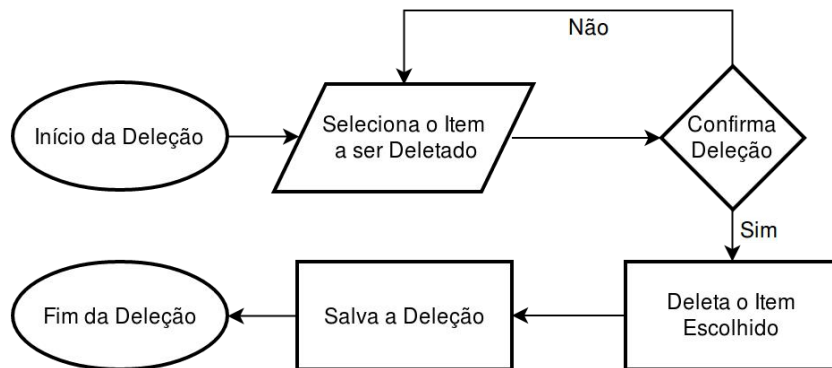 Não
Início da Deleção
Seleciona o Item
a ser Deletado
Confirma
Deleção
Sim
Deleta o Item
Escolhido
Salva a Deleção
Fim da Deleção